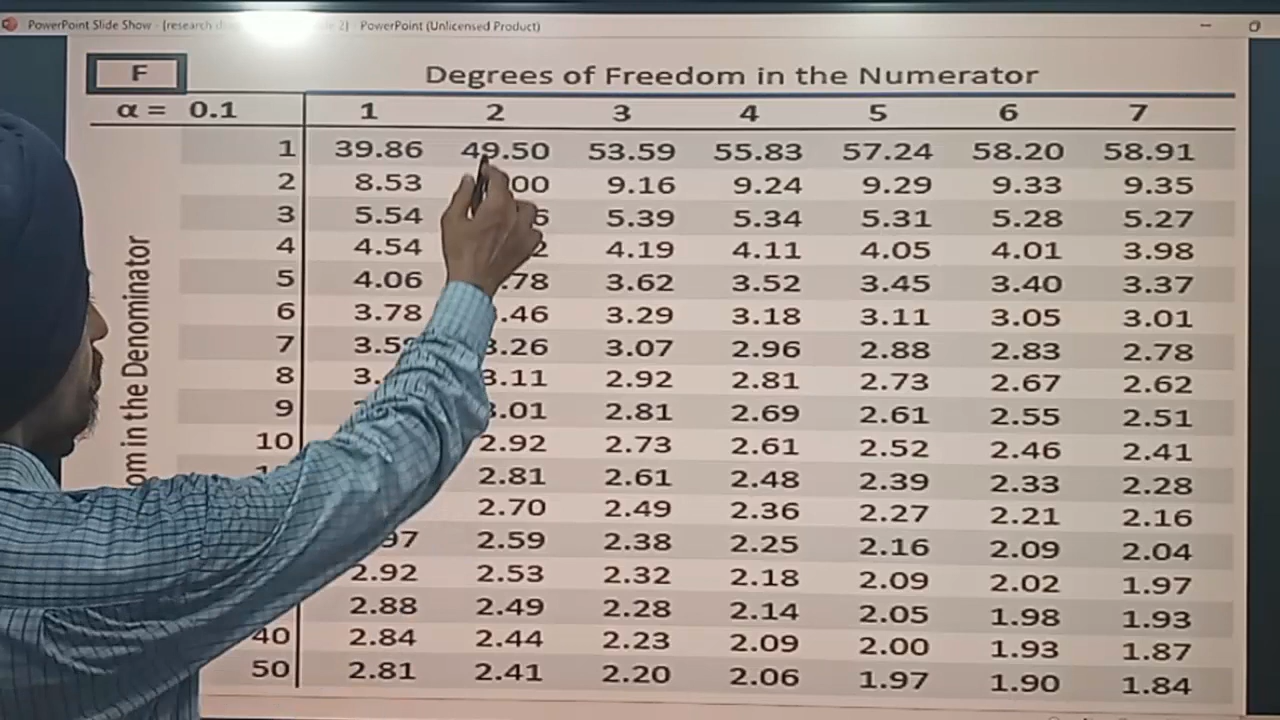 PowerPoint Slide Show - [research 2] - PowerPoint (Unlicensed Product)
F Degrees of Freedom in the Numerator
α = 0.1 1 2 3 4 5 6 7
in the Denominator
1 39.86 49.50 53.59 55.83 57.24 58.20 58.91
2 8.53 00 9.16 9.24 9.29 9.33 9.35
3 5.54 6 5.39 5.34 5.31 5.28 5.27
4 4.54 2 4.19 4.11 4.05 4.01 3.98
5 4.06 .78 3.62 3.52 3.45 3.40 3.37
6 3.78 .46 3.29 3.18 3.11 3.05 3.01
7 3.5 3.26 3.07 2.96 2.88 2.83 2.78
8 3. 3.11 2.92 2.81 2.73 2.67 2.62
9 .01 2.81 2.69 2.61 2.55 2.51
10 2.92 2.73 2.61 2.52 2.46 2.41
2.81 2.61 2.48 2.39 2.33 2.28
2.70 2.49 2.36 2.27 2.21 2.16
97 2.59 2.38 2.25 2.16 2.09 2.04
2.92 2.53 2.32 2.18 2.09 2.02 1.97
2.88 2.49 2.28 2.14 2.05 1.98 1.93
40 2.84 2.44 2.23 2.09 2.00 1.93 1.87
50 2.81 2.41 2.20 2.06 1.97 1.90 1.84